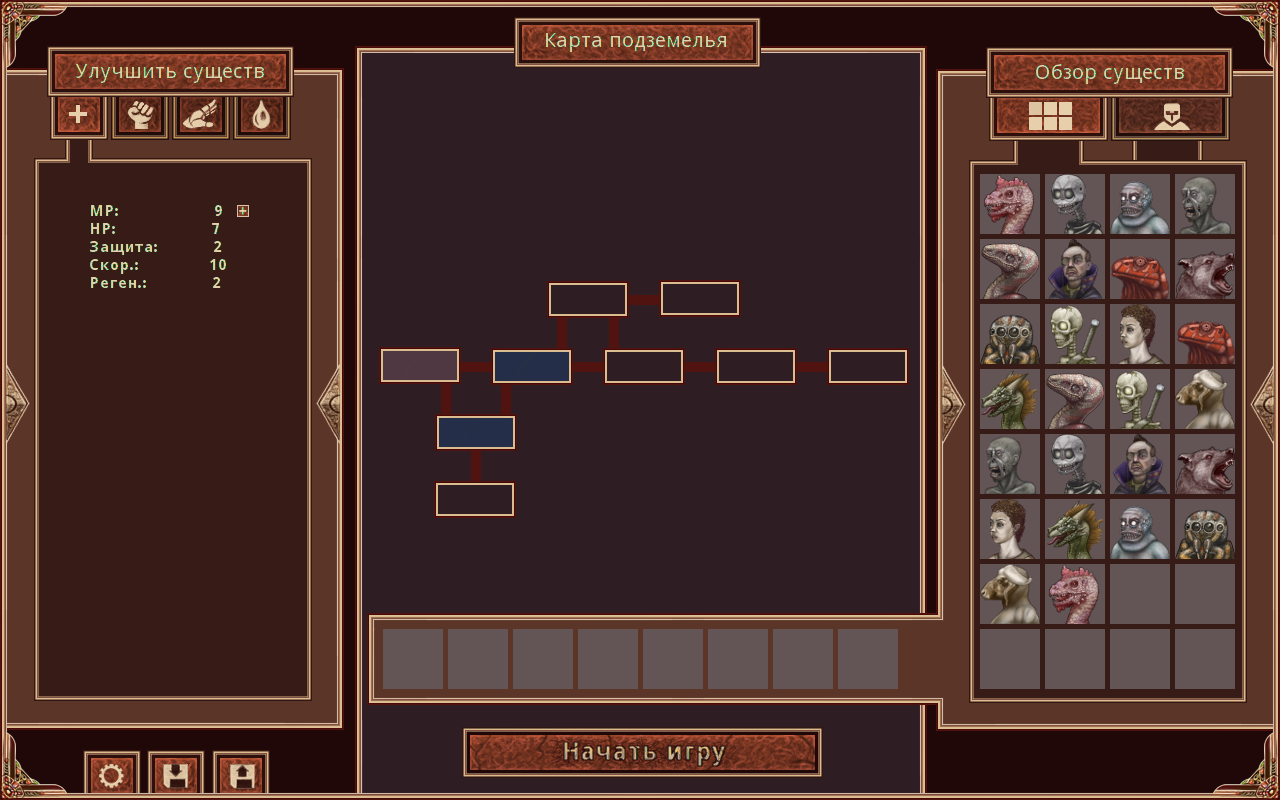 Карта подземелья
Улучшить существ
Обзор существ
MP: 9
HP: 7
Защита: 2
Скор.: 10
Реген.: 2
Начать игру